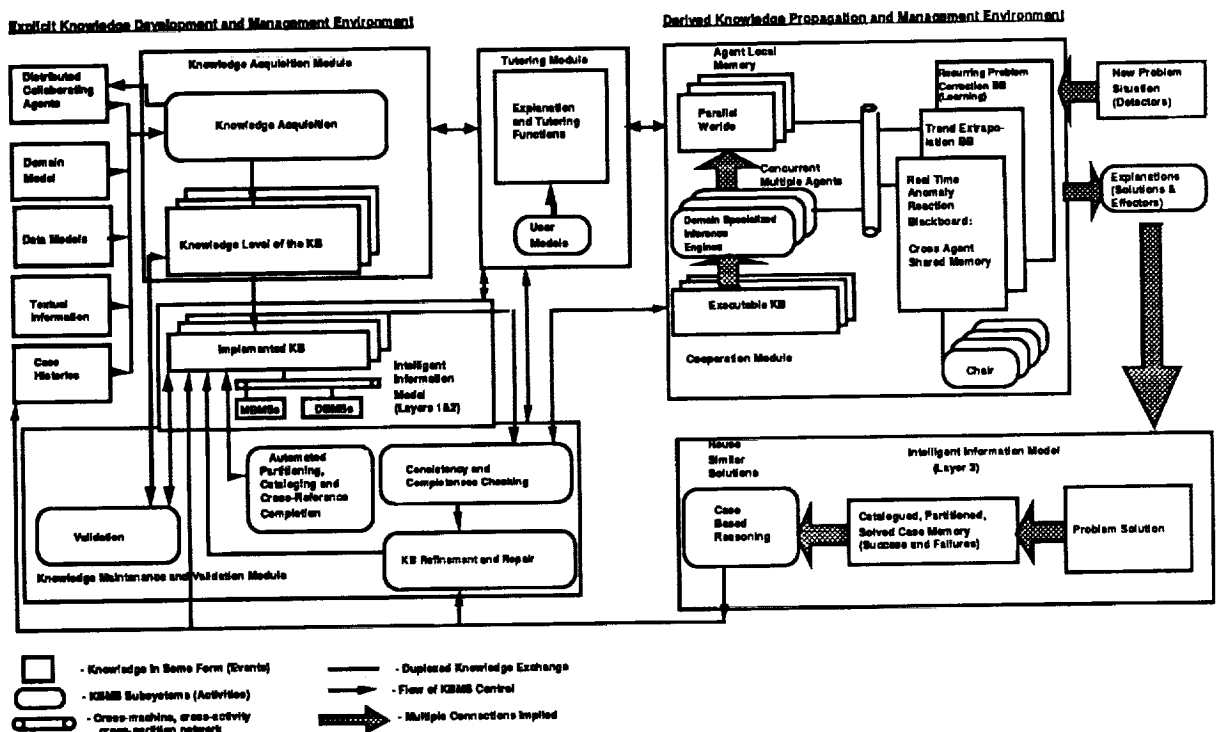 Explicit Knowledge Development and Management Environment
Derived Knowledge Propagation and Management Environment
Knowledge Acquisition Module
Distributed
Collaborating
Agents
Knowledge Acquisition
Domain
Model
Data Models
Knowledge Level of the KB
Textual
Information
Case
Histories
Implemented KB
MBMSs
DBMSs
Intelligent
Information
Model
(Layers 1&2)
Tutoring Module
Explanation
and Tutoring
Functions
User
Models
Agent Local
Memory
Parallel
Worlds
Concurrent
Multiple Agents
Domain Specialized
Inference
Engines
Executable KB
Cooperation Module
Recurring Problem
Correction BB
(Learning)
Trend Extrapo-
lation BB
Real Time
Anomaly
Reaction
Blackboard:
Cross Agent
Shared Memory
Chair
New Problem
Situation
(Detectors)
Explanations
(Solutions &
Effectors)
Automated
Partitioning,
Cataloging and
Cross-Reference
Completion
Consistency and
Completeness Checking
Validation
KB Refinement and Repair
Knowledge Maintenance and Validation Module
Reuse
Similar
Solutions
Intelligent Information Model
(Layer 3)
Case
Based
Reasoning
Catalogued, Partitioned,
Solved Case Memory
(Success and Failures)
Problem Solution
- Knowledge in Some Form (Events)
- KBMS Subsystems (Activities)
- Cross-machine, cross-activity
cross-partition network
- Duplexed Knowledge Exchange
- Flow of KBMS Control
- Multiple Connections Implied